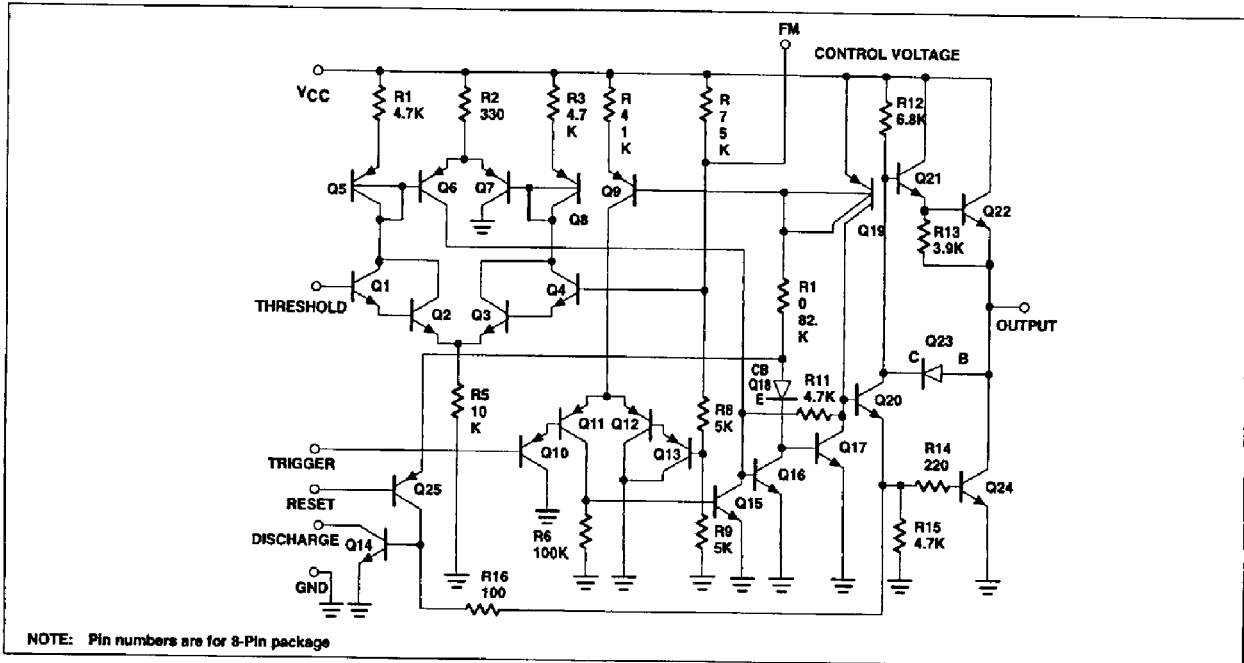 FM
CONTROL VOLTAGE
VCC
R1
4.7K
R2
330
R3
4.7
K
R
4
1
K
R
7
5
K
R12
6.8K
Q5
Q6
Q7
Q8
Q9
Q19
Q21
Q22
R13
3.9K
Q1
THRESHOLD
Q2
Q3
Q4
R1
0
82.
K
OUTPUT
Q23
C
B
CB
Q18
E
R11
4.7K
Q20
R5
10
K
Q11
Q12
R8
5K
Q10
Q13
Q17
TRIGGER
Q16
R14
220
Q25
Q15
Q24
RESET
DISCHARGE
Q14
R6
100K
R9
5K
R15
4.7K
GND
R16
100
NOTE: Pin numbers are for 8-Pin package